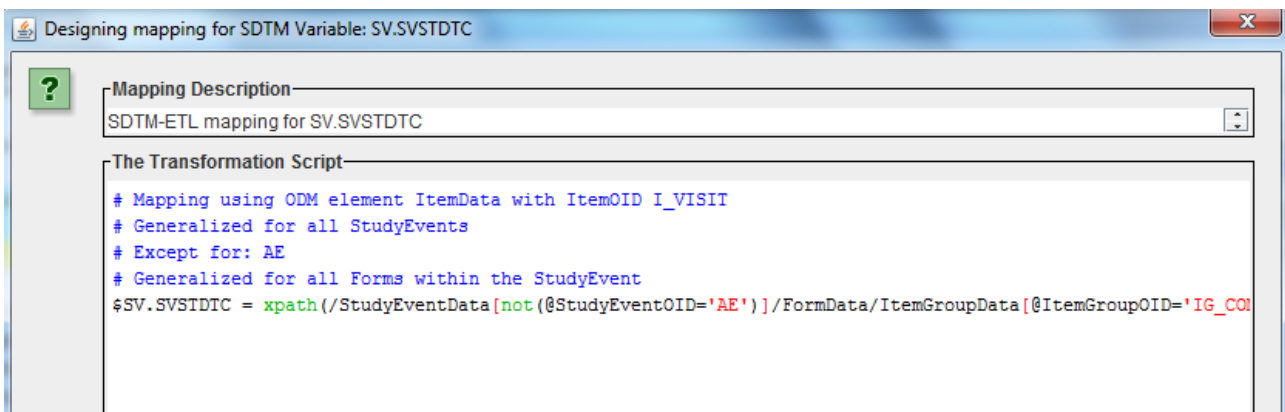 Designing mapping for SDTM Variable: SV.SVSTDTC
X
?
Mapping Description
SDTM-ETL mapping for SV.SVSTDTC
The Transformation Script
# Mapping using ODM element ItemData with ItemOID I_VISIT
# Generalized for all StudyEvents
# Except for: AE
# Generalized for all Forms within the StudyEvent
$SV.SVSTDTC = xpath(/StudyEventData[not(@StudyEventOID='AE')]/FormData/ItemGroupData[@ItemGroupOID='IG_COM